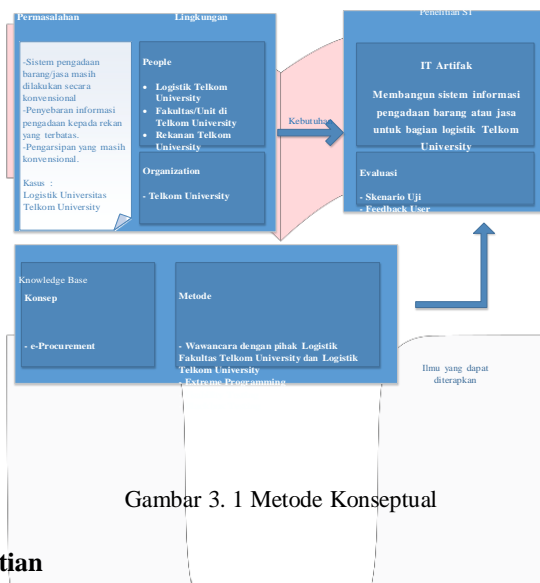 Permasalahan
-Sistem pengadaan
barang/jasa masih
dilakukan secara
konvensional
-Penyebaran informasi
pengadaan kepada rekan
yang terbatas.
-Pengarsipan yang masih
konvensional.
Kasus :
Logistik Universitas
Telkom University
Lingkungan
People
• Logistik Telkom
University
• Fakultas/Unit di
Telkom University
• Rekanan Telkom
University
Organization
- Telkom University
Kebutuhan
Penelitian SI
IT Artifak
Membangun sistem informasi
pengadaan barang atau jasa
untuk bagian logistik Telkom
University
Evaluasi
- Skenario Uji
- Feedback User
Knowledge Base
Konsep
- e-Procurement
Metode
- Wawancara dengan pihak Logistik
Fakultas Telkom University dan Logistik
Telkom University
- Extreme Programming
Ilmu yang dapat
diterapkan
Gambar 3. 1 Metode Konseptual
tian